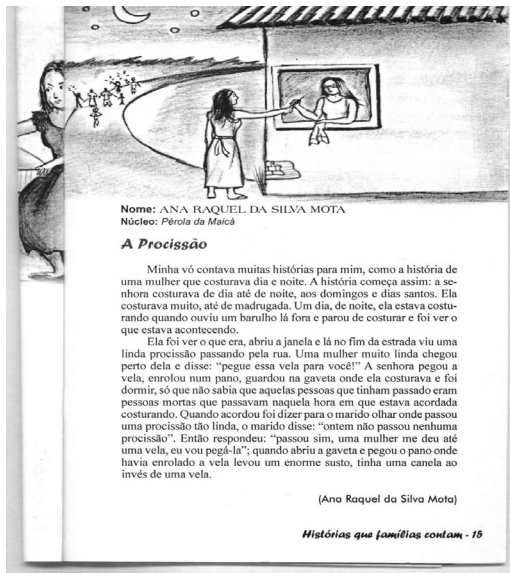 Nome: ANA RAQUEL DA SILVA MOTA
Núcleo: Pérola da Maicá
A Procissão
Minha vó contava muitas histórias para mim, como a história de
uma mulher que costurava dia e noite. A história começa assim: a se-
nhora costurava de dia até de noite, aos domingos e dias santos. Ela
costurava muito, até de madrugada. Um dia, de noite, ela estava costu-
rando quando ouviu um barulho lá fora e parou de costurar e foi ver o
que estava acontecendo.
Ela foi ver o que era, abriu a janela e lá no fim da estrada viu uma
linda procissão passando pela rua. Uma mulher muito linda chegou
perto dela e disse: “pegue essa vela para você!” A senhora pegou a
vela, enrolou num pano, guardou na gaveta onde ela costurava e foi
dormir, só que não sabia que aquelas pessoas que tinham passado eram
pessoas mortas que passavam naquela hora em que estava acordada
costurando. Quando acordou foi dizer para o marido olhar onde passou
uma procissão tão linda, o marido disse: “ontem não passou nenhuma
procissão”. Então respondeu: “passou sim, uma mulher me deu até
uma vela, eu vou pegá-la”; quando abriu a gaveta e pegou o pano onde
havia enrolado a vela levou um enorme susto, tinha uma canela ao
invés de uma vela.
(Ana Raquel da Silva Mota)
Histórias que famílias contam - 15